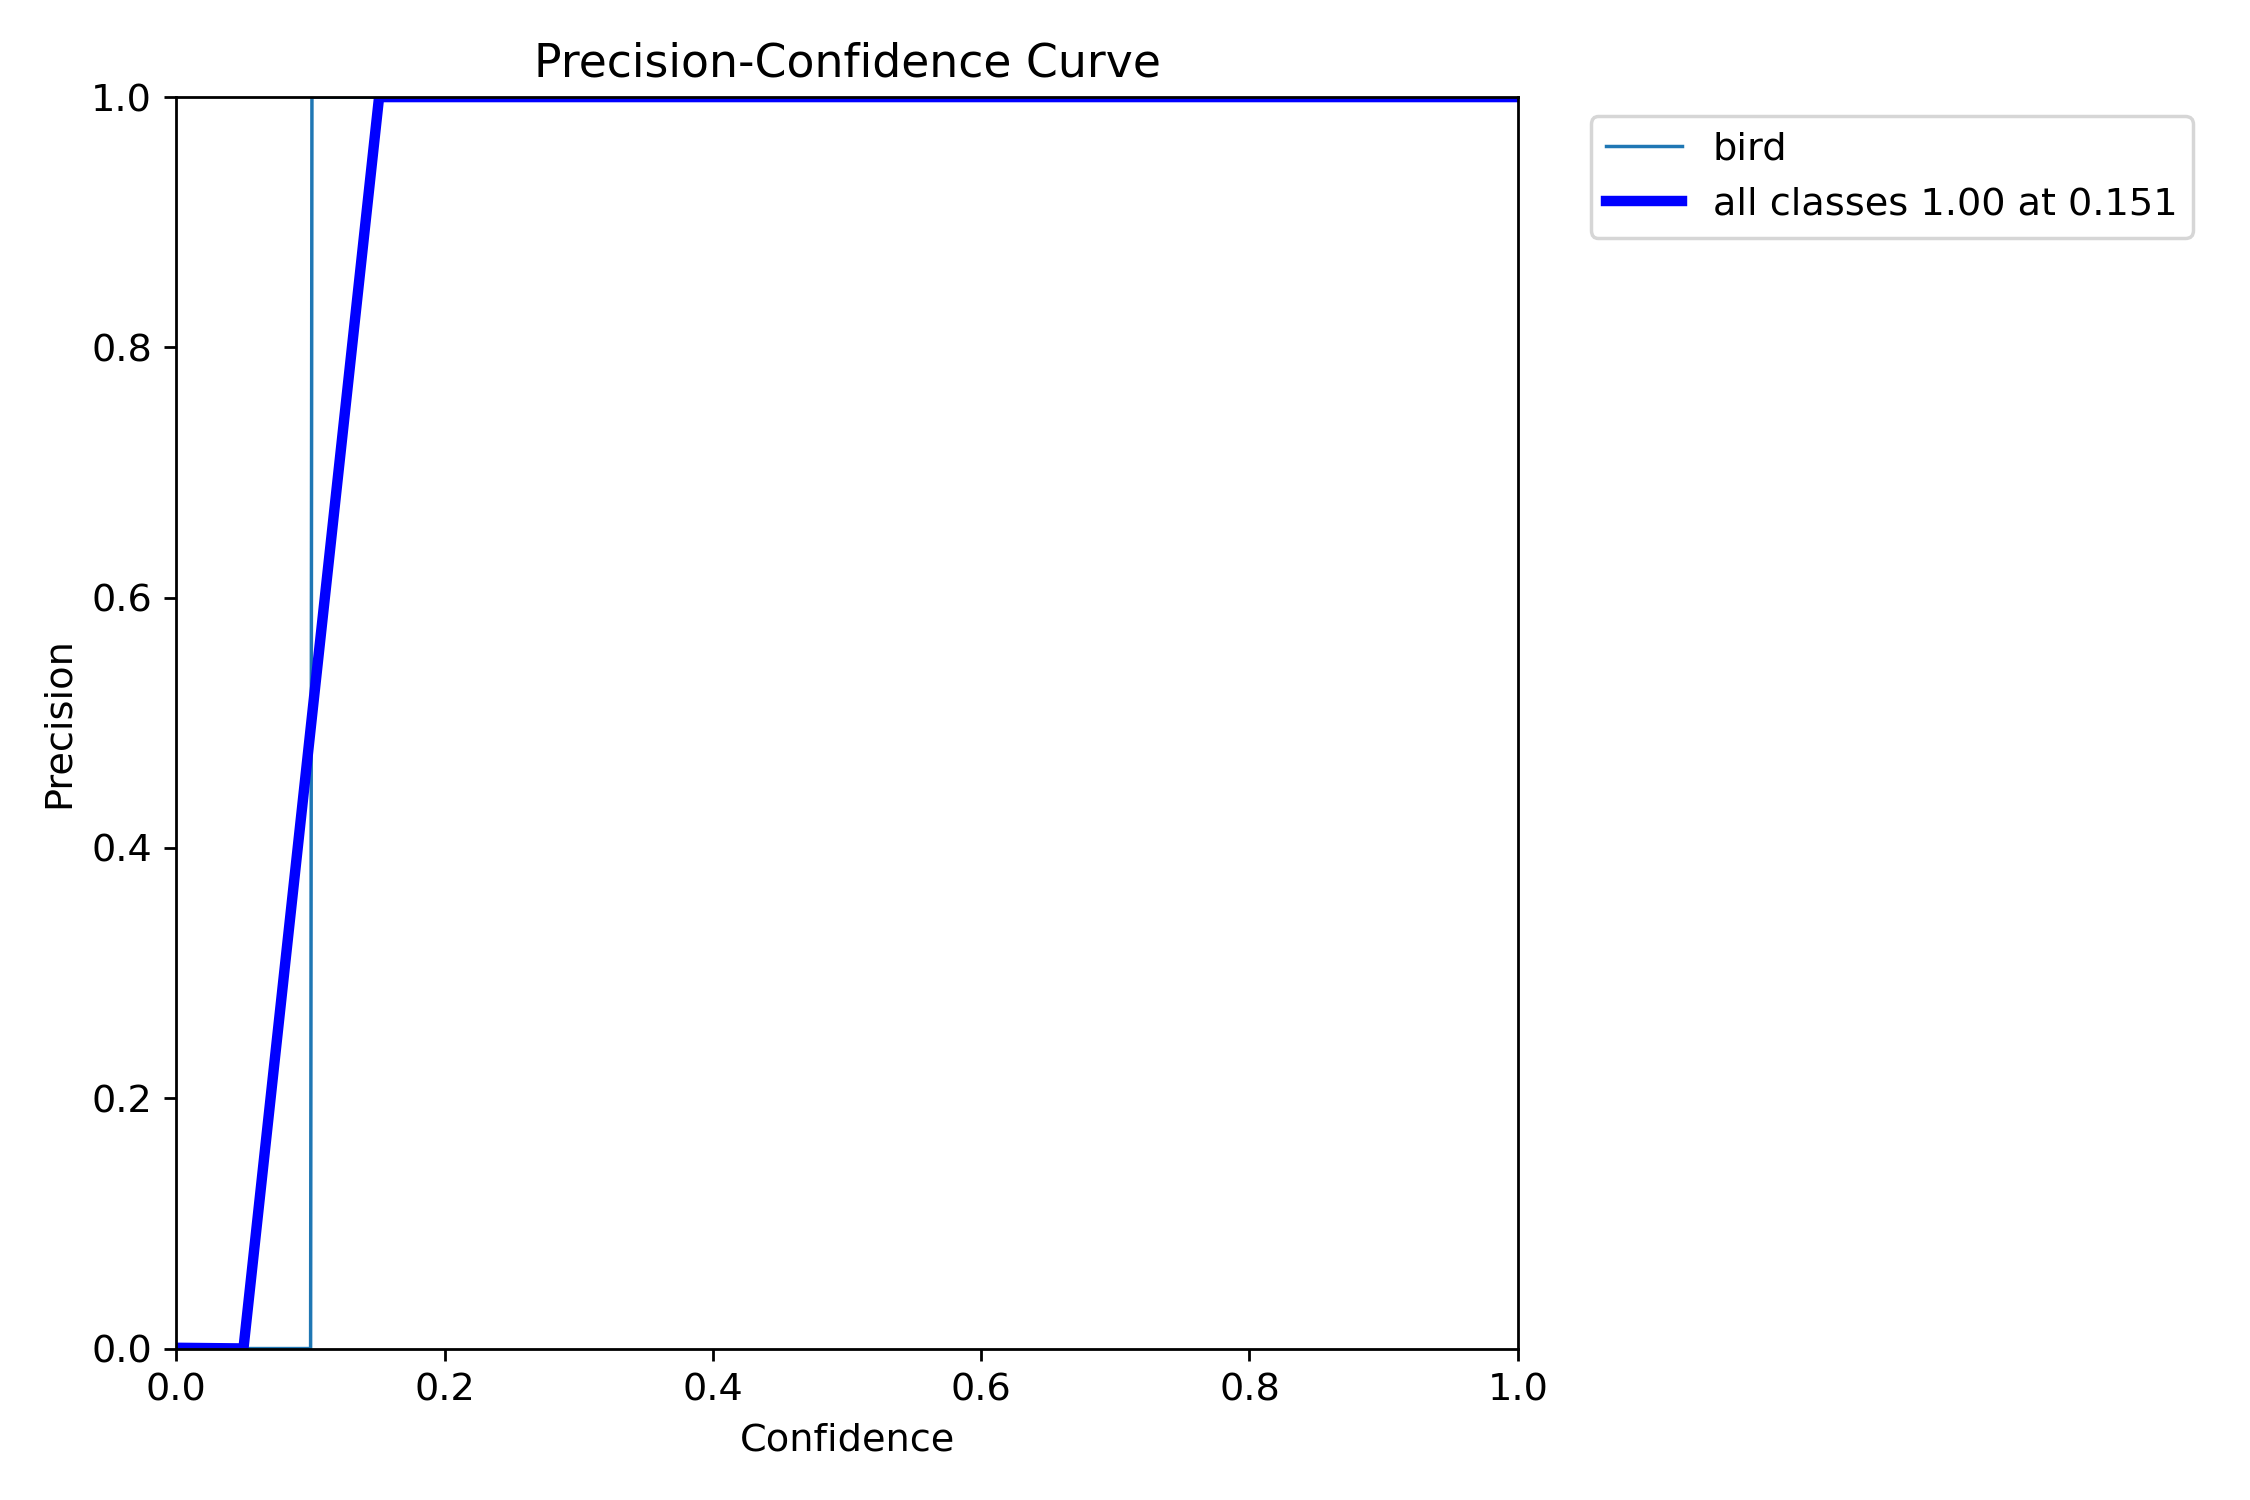 Precision-Confidence Curve
1.0
0.8
0.6
0.4
0.2
0.0
Precision
0.0 0.2 0.4 0.6 0.8 1.0
Confidence
bird
all classes 1.00 at 0.151